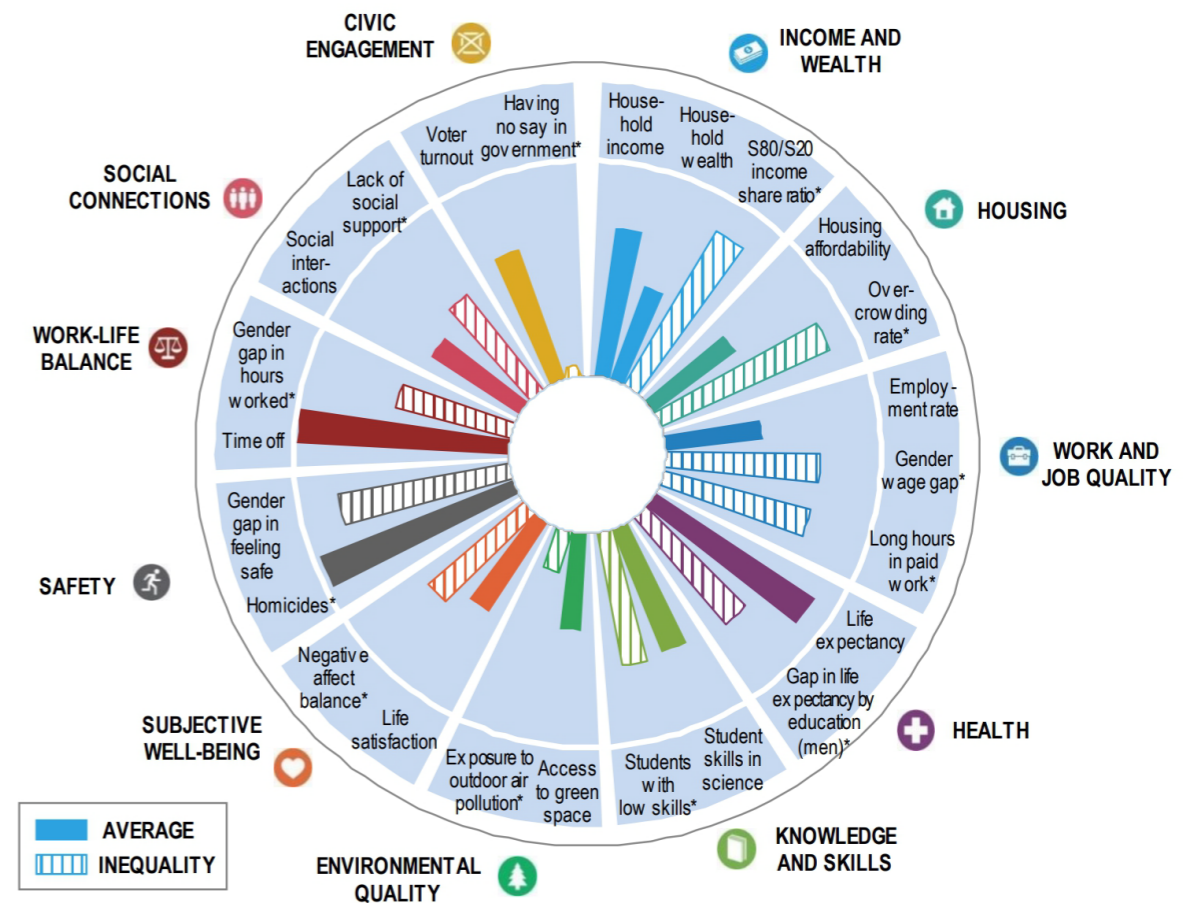 CIVIC
ENGAGEMENT
INCOME AND
WEALTH
Having
no say in
government*
Voter
turnout
House-
hold
income
House-
hold
wealth
S80/S20
income
share ratio*
SOCIAL
CONNECTIONS
Lack of
social
support*
Social
inter-
actions
HOUSING
Housing
affordability
Over-
crowding
rate*
WORK-LIFE
BALANCE
Gender
gap in
hours
worked*
Time off
Employ-
ment rate
Gender
wage gap*
Long hours
in paid
work*
WORK AND
JOB QUALITY
SAFETY
Gender
gap in
feeling
safe
Homicides*
Life
expectancy
Gap in life
expectancy by
education
(men)*
HEALTH
SUBJECTIVE
WELL-BEING
Negative
affect
balance*
Life
satisfaction
Exposure to
outdoor air
pollution*
Access
to green
space
Students
with
low skills*
Student
skills in
science
KNOWLEDGE
AND SKILLS
ENVIRONMENTAL
QUALITY
AVERAGE
INEQUALITY